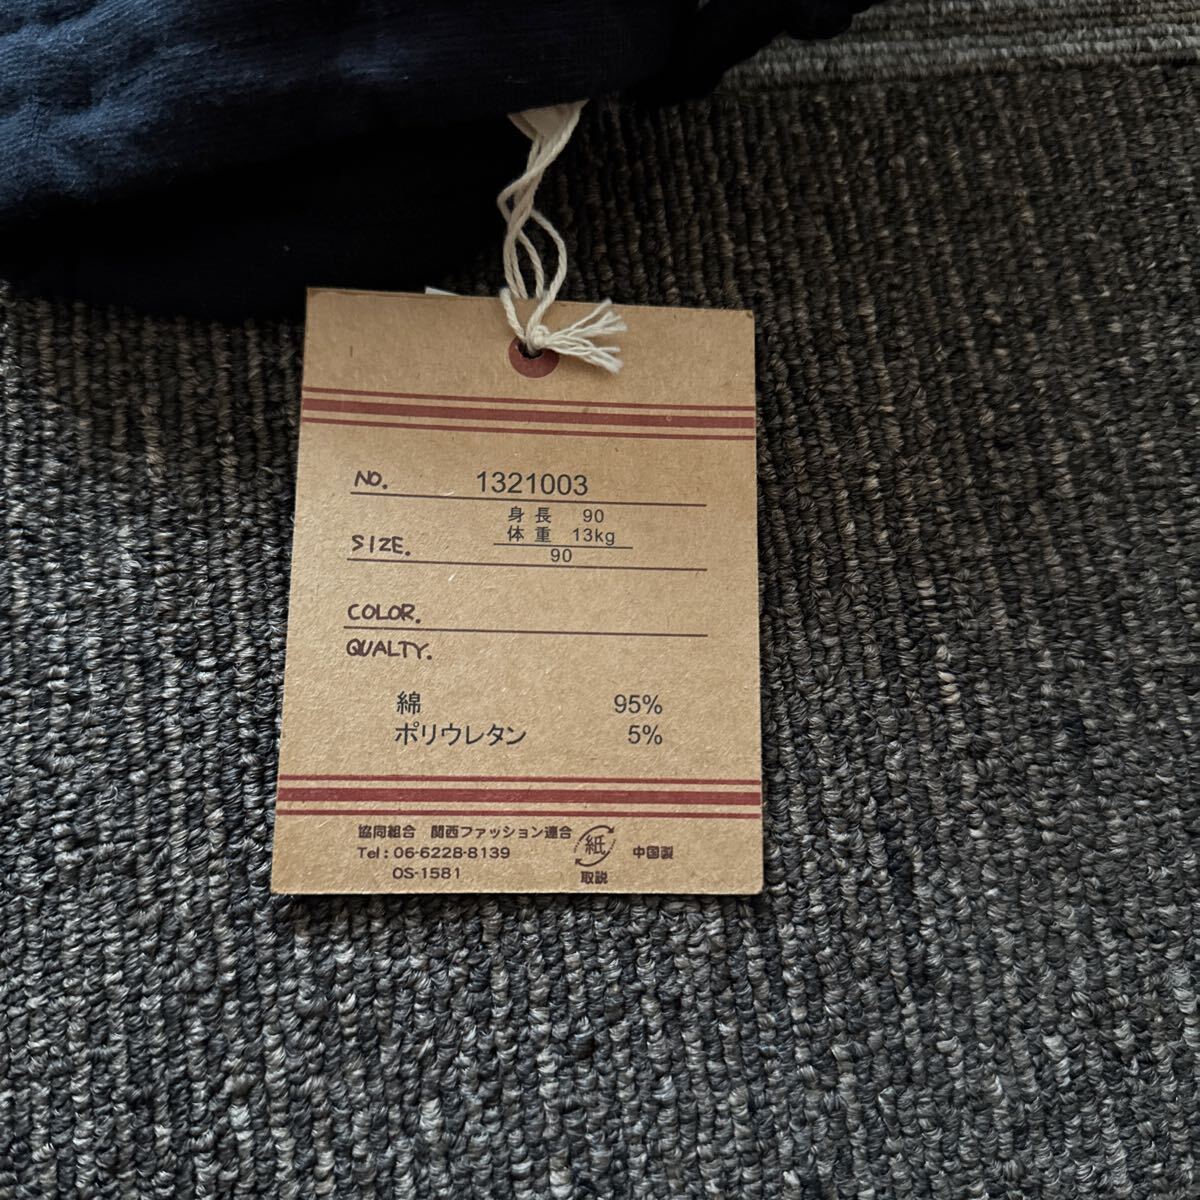 NO. 1321003
身長 90
体重 13kg
SIZE. 90
COLOR.
QUALTY.
綿 95%
ポリウレタン 5%
協同組合 関西ファッション連合
Tel：06-6228-8139
OS-1581
紙
取説
中国製